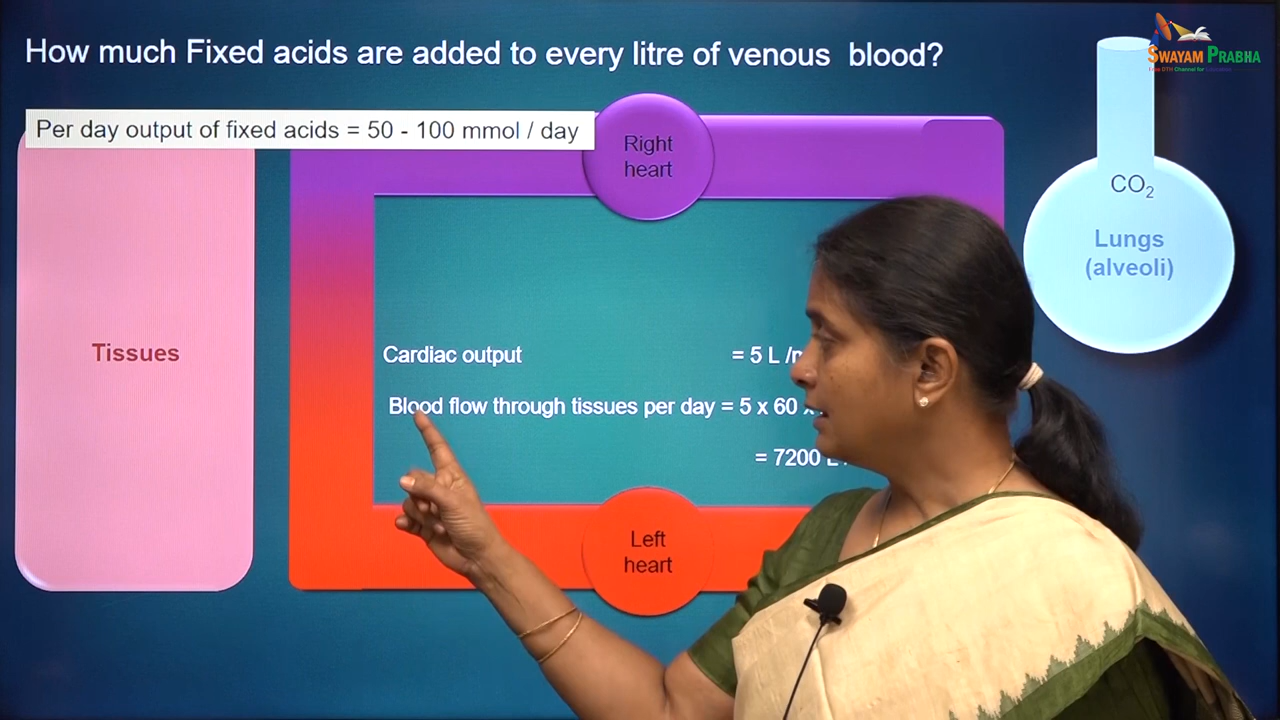 How much Fixed acids are added to every litre of venous blood?
SWAYAM PRABHA
Per day output of fixed acids = 50 - 100 mmol / day
Right
heart
CO₂
Lungs
(alveoli)
Tissues
Cardiac output = 5 L /
Blood flow through tissues per day = 5 x 60
= 7200 L
Left
heart